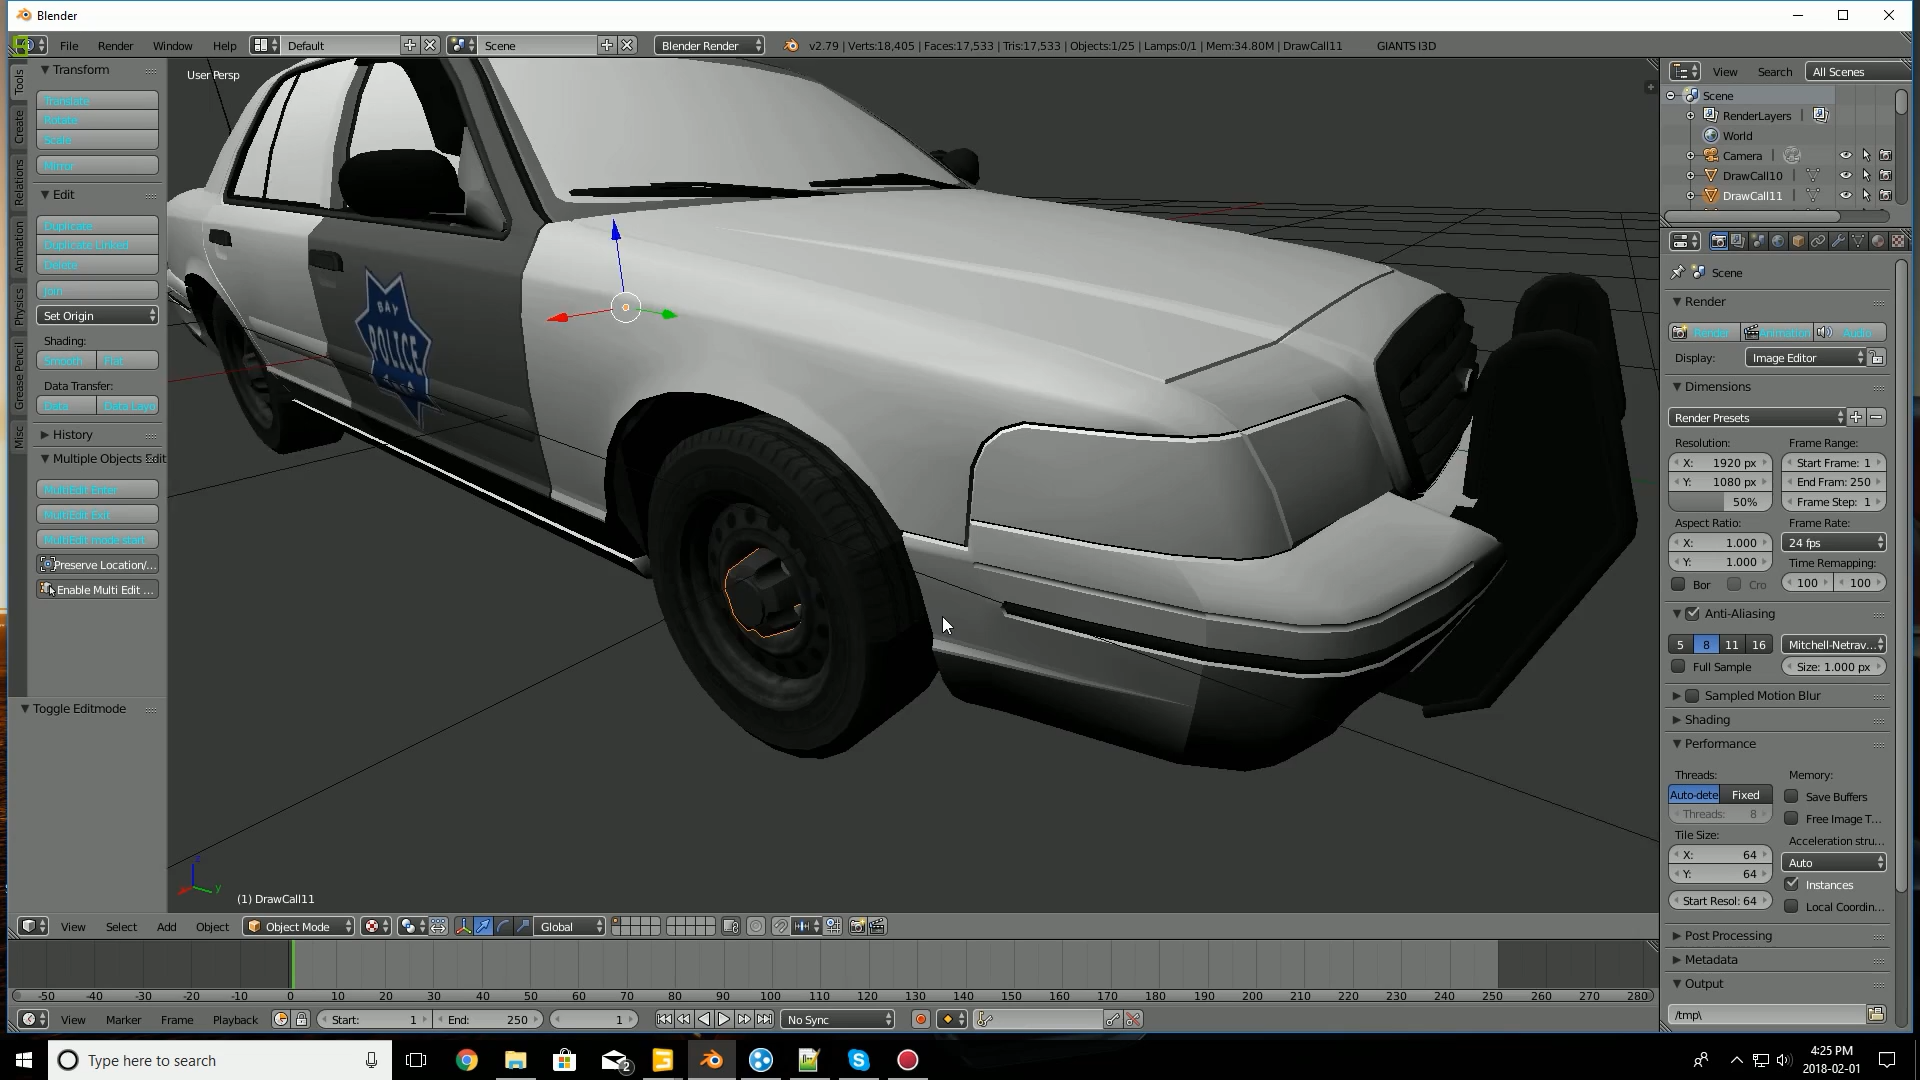 Blender
File Render Window Help Default Scene Blender Render v2.79 | Verts:18,405 | Faces:17,533 | Tris:17,533 | Objects:1/25 | Lamps:0/1 | Mem:34.80M | DrawCall11 GIANTS I3D
Tools
Create
Relations
Animation
Physics
Grease Pencil
Misc
Transform
Translate
Rotate
Scale
Mirror
Edit
Duplicate
Duplicate Linked
Delete
Join
Set Origin
Shading:
Smooth Flat
Data Transfer:
Data Data Layo
History
Multiple Objects Edit
MultiEdit Enter
MultiEdit Exit
MultiEdit mode start
Preserve Location/...
Enable Multi Edit ...
Toggle Editmode
User Persp
BAY
POLICE
z
y
(1) DrawCall11
View Search All Scenes
Scene
RenderLayers
World
Camera
DrawCall10
DrawCall11
Scene
Render
Render Animation Audio
Display: Image Editor
Dimensions
Render Presets
Resolution: Frame Range:
X: 1920 px Start Frame: 1
Y: 1080 px End Fram: 250
50% Frame Step: 1
Aspect Ratio: Frame Rate:
X: 1.000 24 fps
Y: 1.000 Time Remapping:
Bor Cro 100 100
Anti-Aliasing
5 8 11 16 Mitchell-Netrav...
Full Sample Size: 1.000 px
Sampled Motion Blur
Shading
Performance
Threads: Memory:
Auto-dete Fixed Save Buffers
Threads: 8 Free Image T...
Tile Size: Acceleration stru...
X: 64 Auto
Y: 64 Instances
Start Resol: 64 Local Coordin...
Post Processing
Metadata
Output
/tmp\
View Select Add Object Object Mode Global
-50 -40 -30 -20 -10 0 10 20 30 40 50 60 70 80 90 100 110 120 130 140 150 160 170 180 190 200 210 220 230 240 250 260 270 280
View Marker Frame Playback Start: 1 End: 250 1 No Sync
Type here to search
2
4:25 PM
2018-02-01